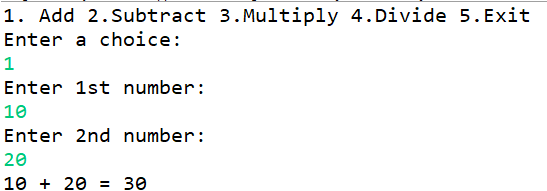 1. Add 2.Subtract 3.Multiply 4.Divide 5.Exit
Enter a choice:
1
Enter 1st number:
10
Enter 2nd number:
20
10 + 20 = 30